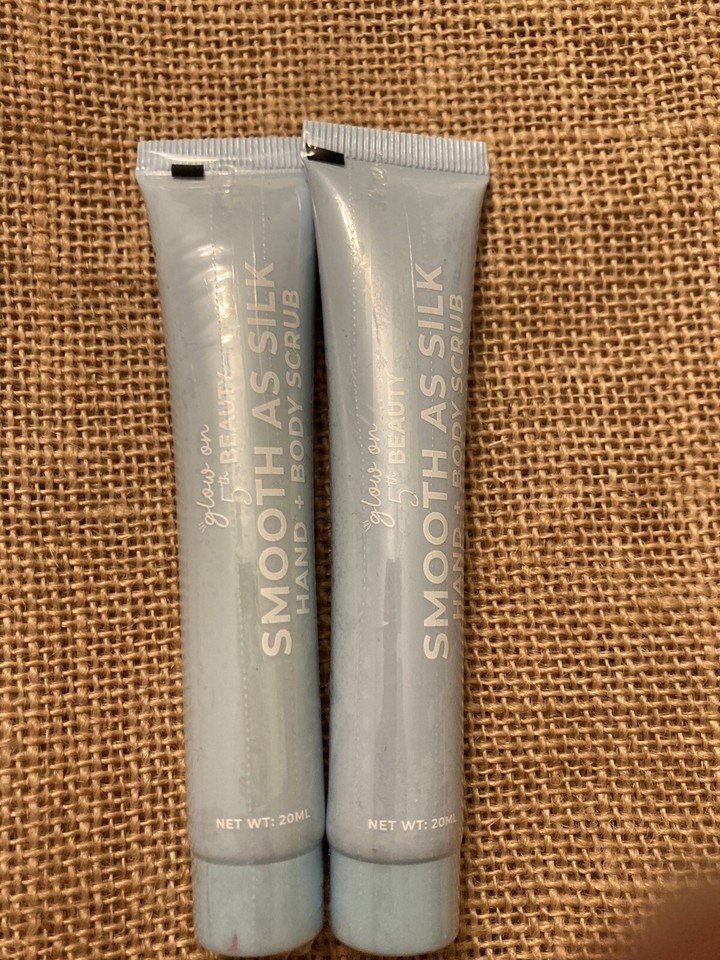 glow on
5th BEAUTY
SMOOTH AS SILK
HAND + BODY SCRUB
NET WT: 20ML
glow on
5th BEAUTY
SMOOTH AS SILK
HAND + BODY SCRUB
NET WT: 20ML